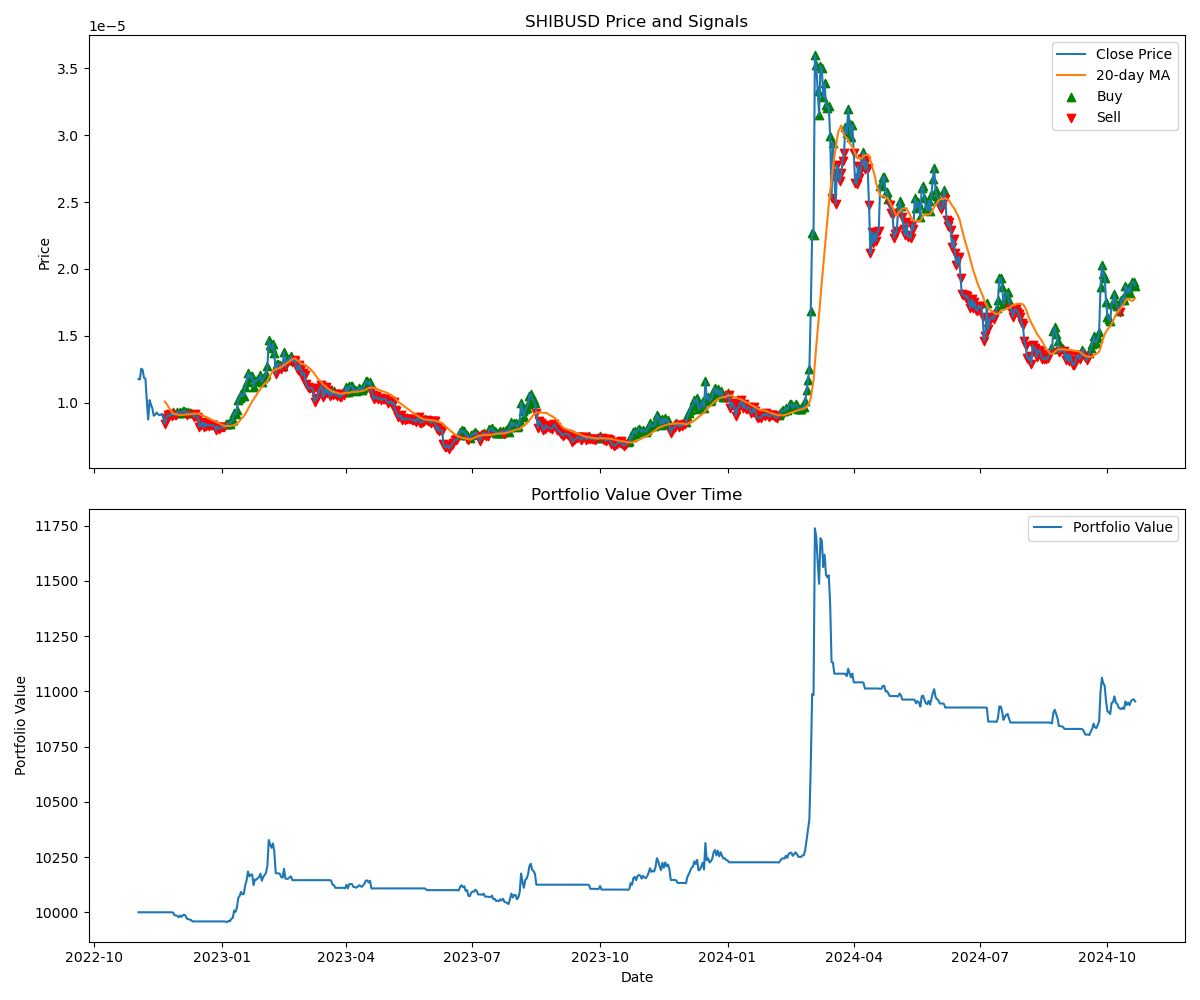 SHIBUSD Price and Signals
1e−5
3.5
3.0
2.5
2.0
1.5
1.0
Price
Close Price
20-day MA
Buy
Sell
Portfolio Value Over Time
11750
11500
11250
11000
10750
10500
10250
10000
Portfolio Value
Portfolio Value
2022-10
2023-01
2023-04
2023-07
2023-10
2024-01
2024-04
2024-07
2024-10
Date